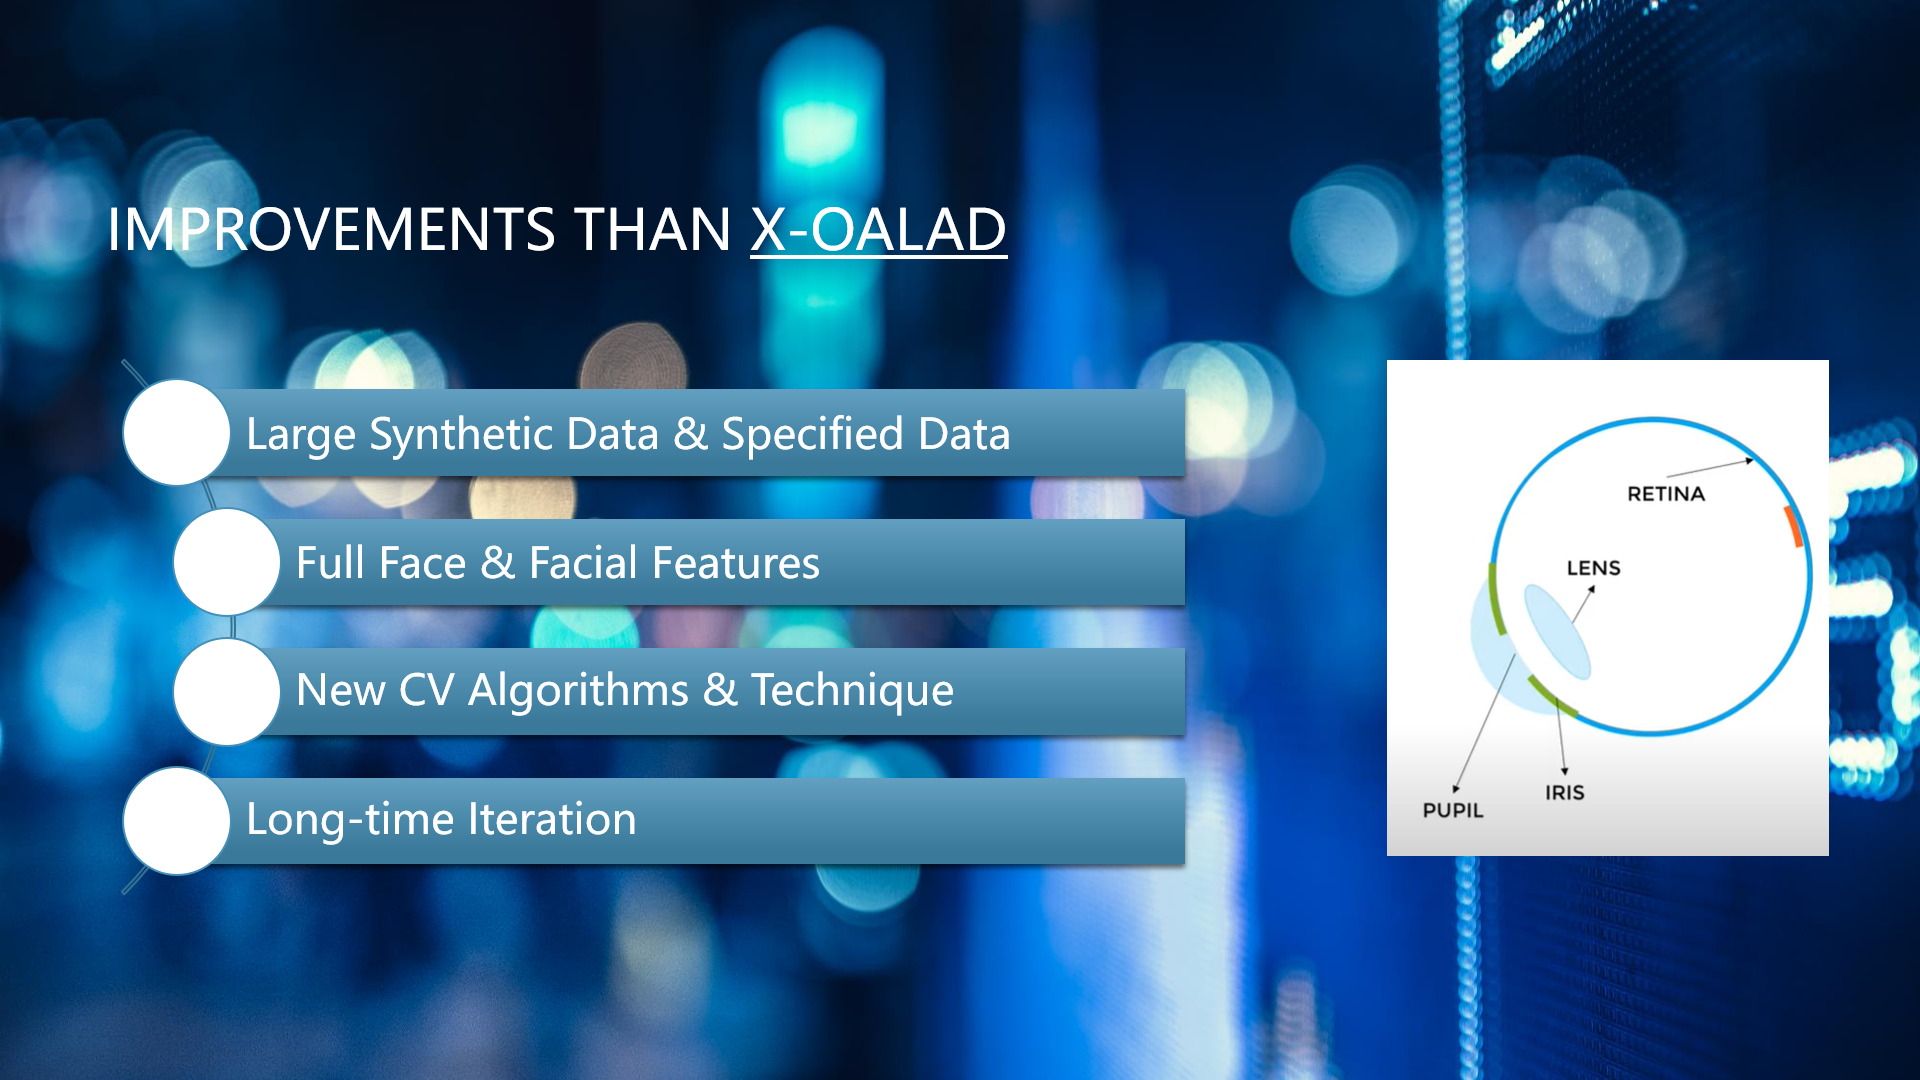 IMPROVEMENTS THAN X-OALAD
Large Synthetic Data & Specified Data
Full Face & Facial Features
New CV Algorithms & Technique
Long-time Iteration
RETINA
LENS
IRIS
PUPIL